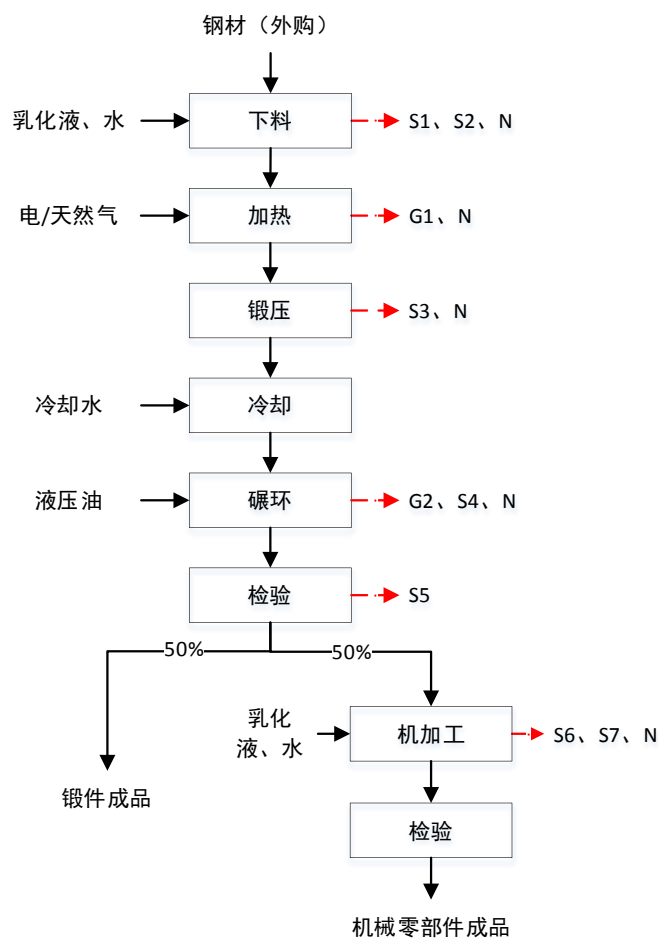 钢材（外购）
乳化液、水
下料
S1、S2、N
电/天然气
加热
G1、N
锻压
S3、N
冷却水
冷却
液压油
碾环
G2、S4、N
检验
S5
50%
50%
乳化
液、水
机加工
S6、S7、N
锻件成品
检验
机械零部件成品